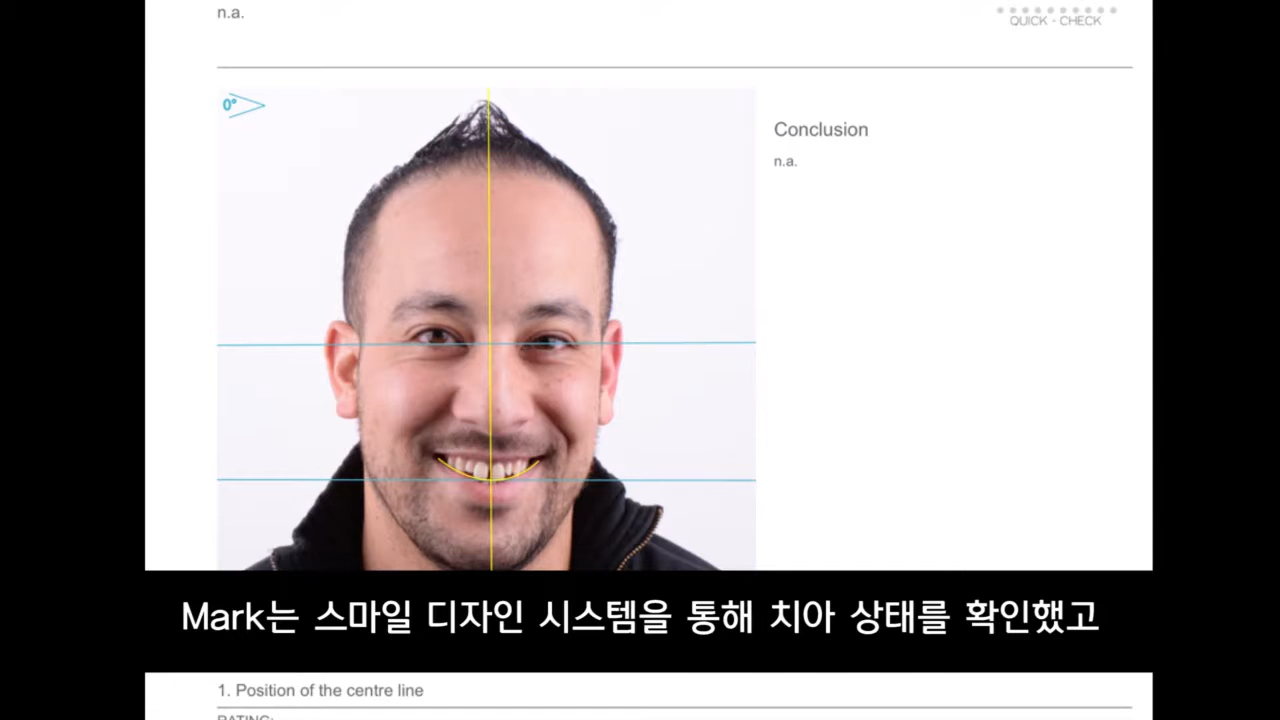 n.a.
QUICK - CHECK
0°
Conclusion
n.a.
Mark는 스마일 디자인 시스템을 통해 치아 상태를 확인했고
1. Position of the centre line
RATING: